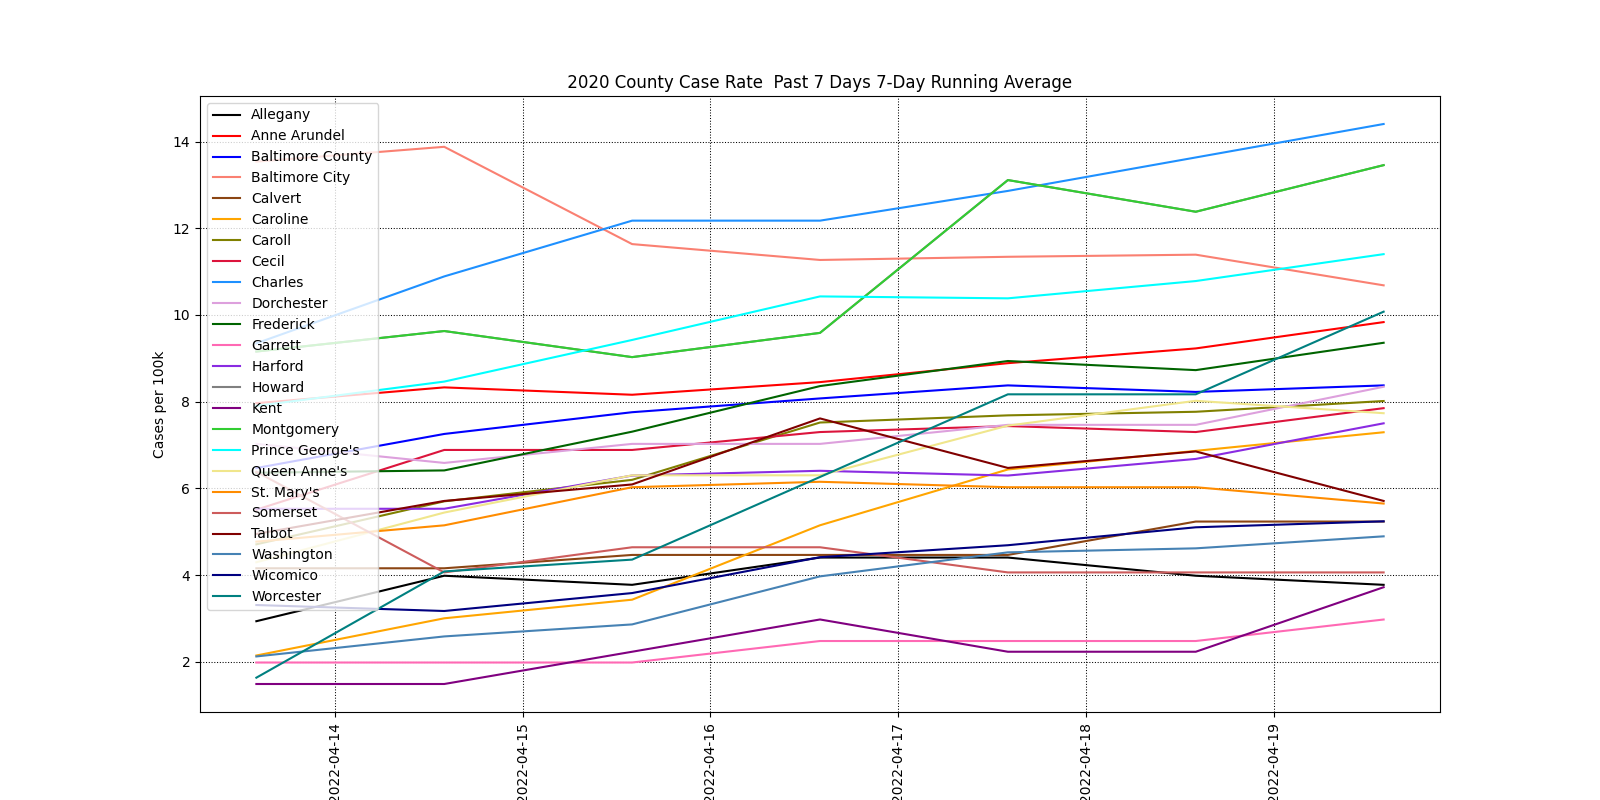 2020 County Case Rate  Past 7 Days 7-Day Running Average
Cases per 100k
14
12
10
8
6
4
2
Allegany
Anne Arundel
Baltimore County
Baltimore City
Calvert
Caroline
Caroll
Cecil
Charles
Dorchester
Frederick
Garrett
Harford
Howard
Kent
Montgomery
Prince George's
Queen Anne's
St. Mary's
Somerset
Talbot
Washington
Wicomico
Worcester
2022-04-14
2022-04-15
2022-04-16
2022-04-17
2022-04-18
2022-04-19